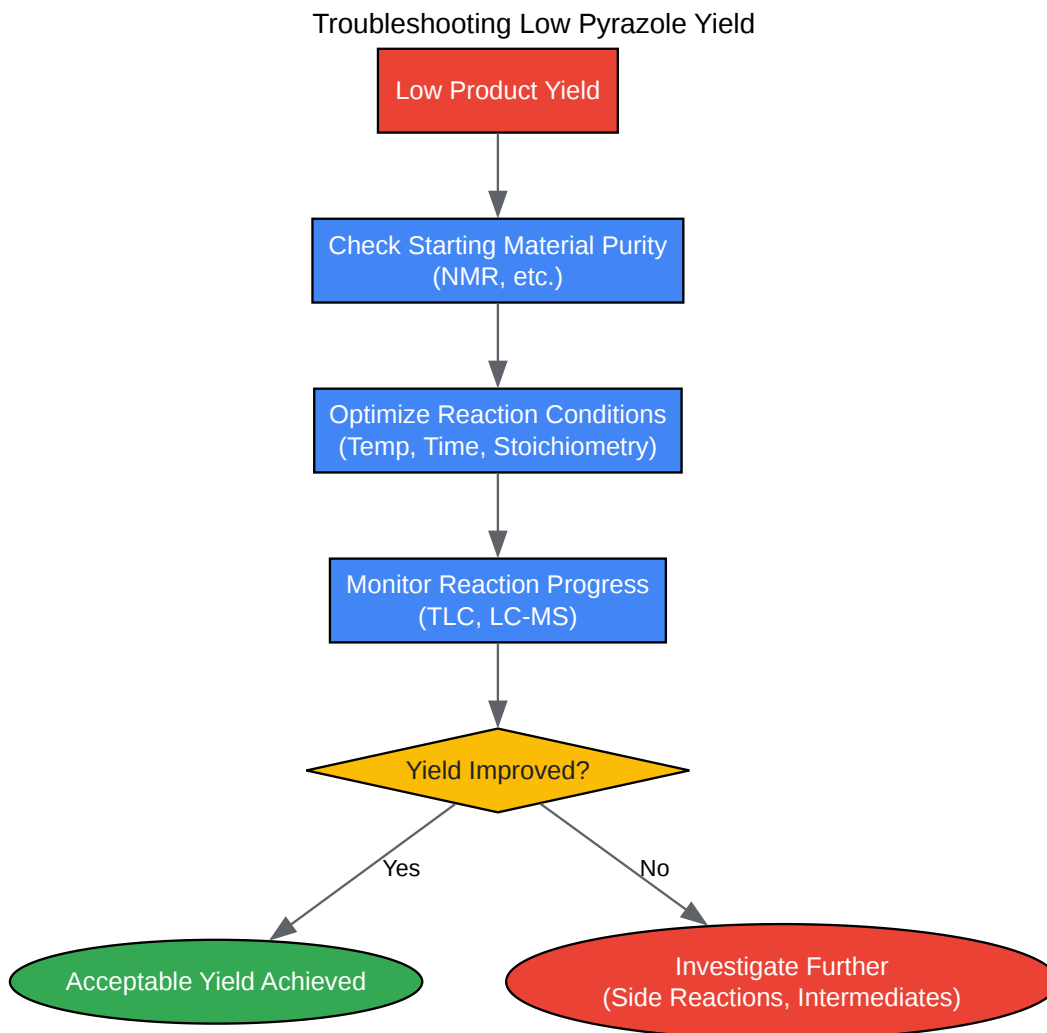 Troubleshooting Low Pyrazole Yield
Low Product Yield
Check Starting Material Purity
(NMR, etc.)
Optimize Reaction Conditions
(Temp, Time, Stoichiometry)
Monitor Reaction Progress
(TLC, LC-MS)
Yield Improved?
Yes
No
Acceptable Yield Achieved
Investigate Further
(Side Reactions, Intermediates)